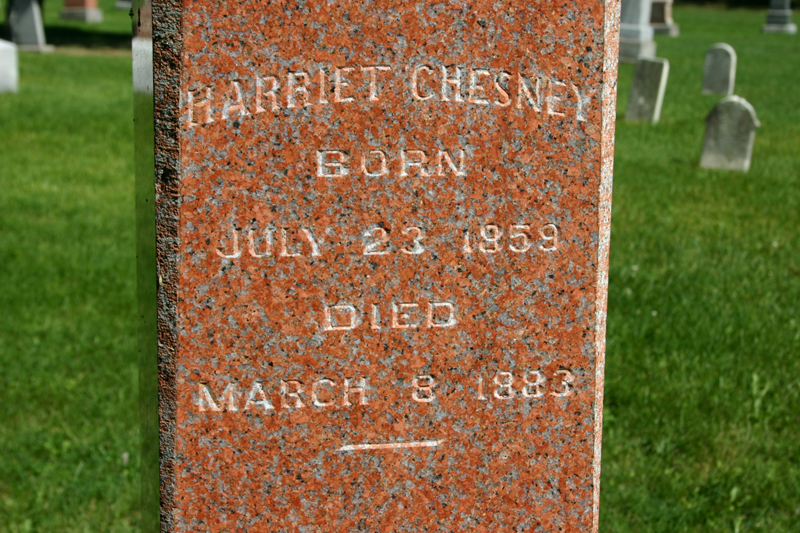 HARRIET CHESNEY
BORN
JULY 23 1859
DIED
MARCH 8 1883